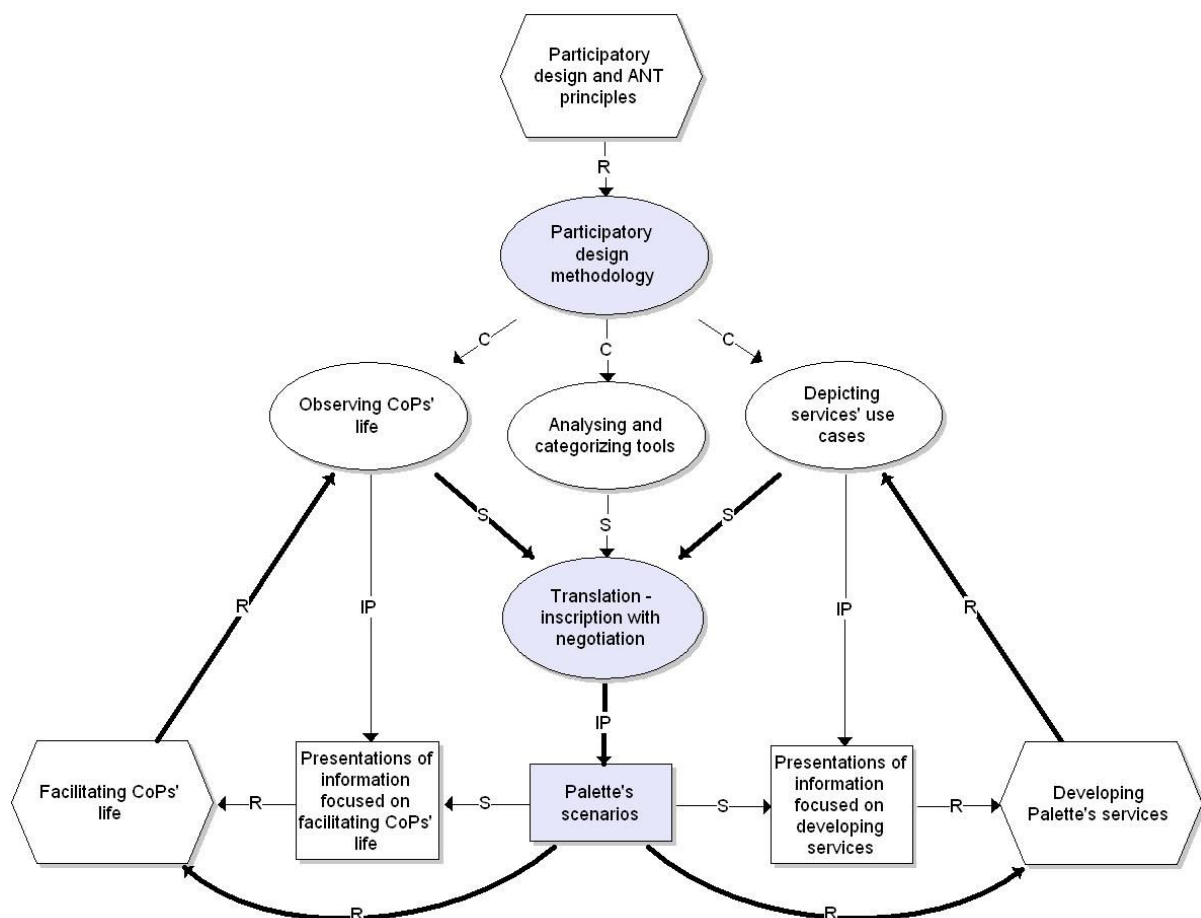 Participatory
design and ANT
principles
R
Participatory
design
methodology
C
C
C
Observing CoPs'
life
Analysing and
categorizing tools
Depicting
services' use
cases
S
S
S
Translation -
inscription with
negotiation
R
IP
IP
R
IP
Facilitating CoPs'
life
R
Presentations of
information
focused on
facilitating CoPs'
life
S
Palette's
scenarios
S
Presentations of
information
focused on
developing
services
R
Developing
Palette's services
R
R